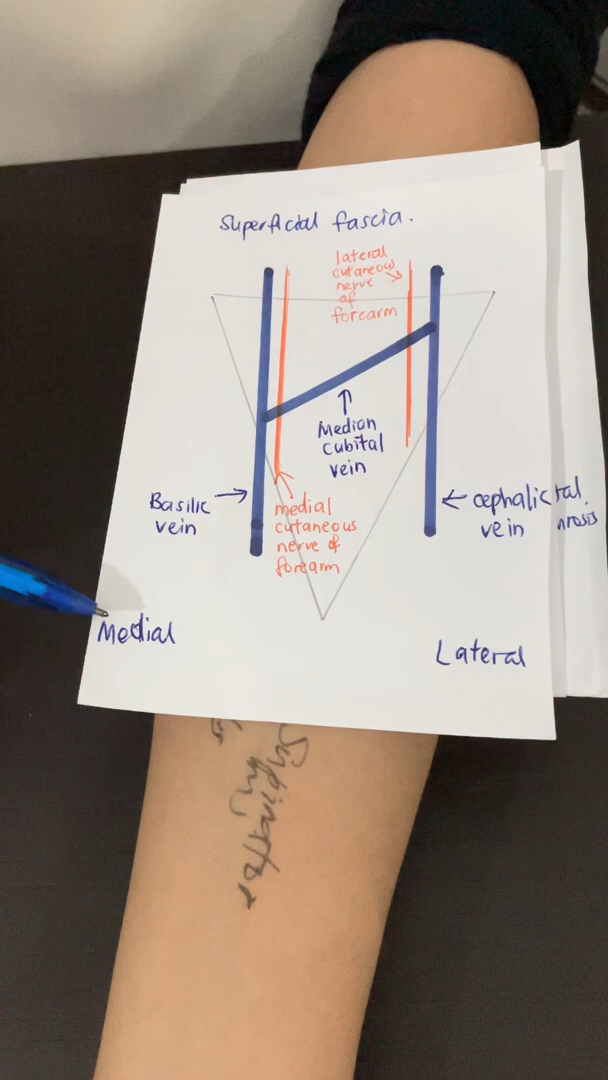 Superficial fascia.
lateral
cutaneous
nerve
of
forearm
Median
cubital
vein
Basilic
vein
medial
cutaneous
nerve of
forearm
cephalic
vein
Medial
Lateral
Supinator